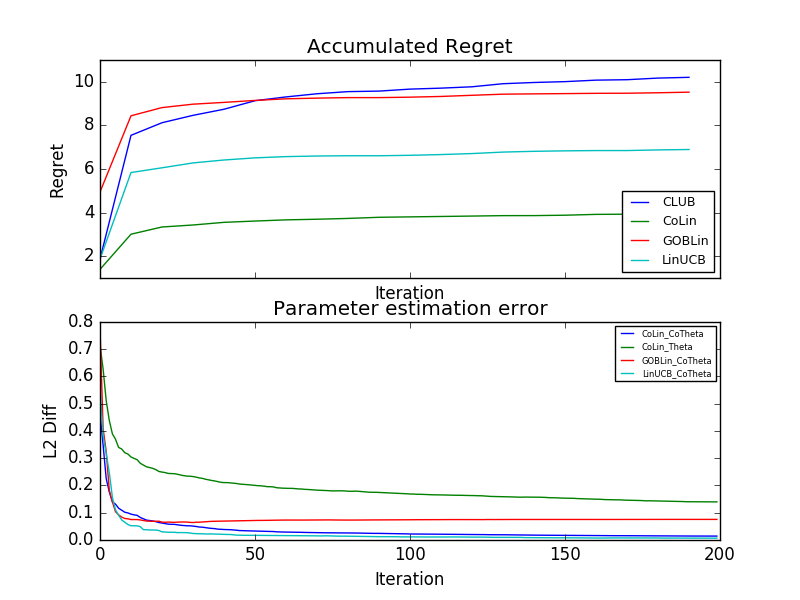 Accumulated Regret
10
8
6
4
2
Regret
CLUB
CoLin
GOBLin
LinUCB
Iteration
Parameter estimation error
0.8
0.7
0.6
0.5
0.4
0.3
0.2
0.1
0.0
L2 Diff
CoLin_CoTheta
CoLin_Theta
GOBLin_CoTheta
LinUCB_CoTheta
0 50 100 150 200
Iteration